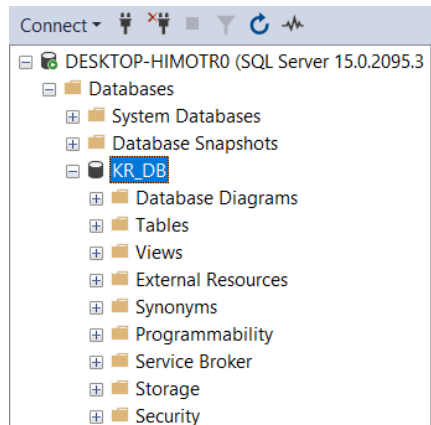 Connect
DESKTOP-HIMOTR0 (SQL Server 15.0.2095.3
Databases
System Databases
Database Snapshots
KR_DB
Database Diagrams
Tables
Views
External Resources
Synonyms
Programmability
Service Broker
Storage
Security